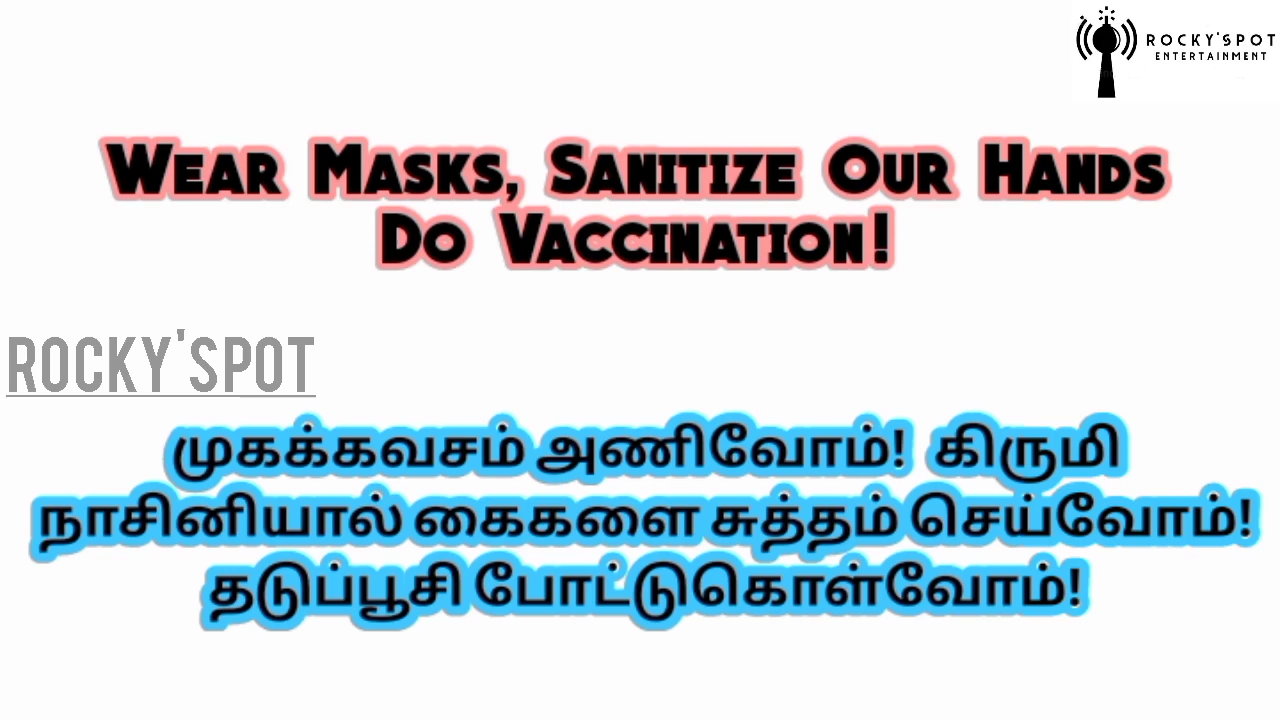 ROCKY'SPOT
ENTERTAINMENT
WEAR MASKS, SANITIZE OUR HANDS
DO VACCINATION!
ROCKY'SPOT
முகக்கவசம் அணிவோம்! கிருமி
நாசினியால் கைகளை சுத்தம் செய்வோம்!
தடுப்பூசி போட்டுகொள்வோம்!